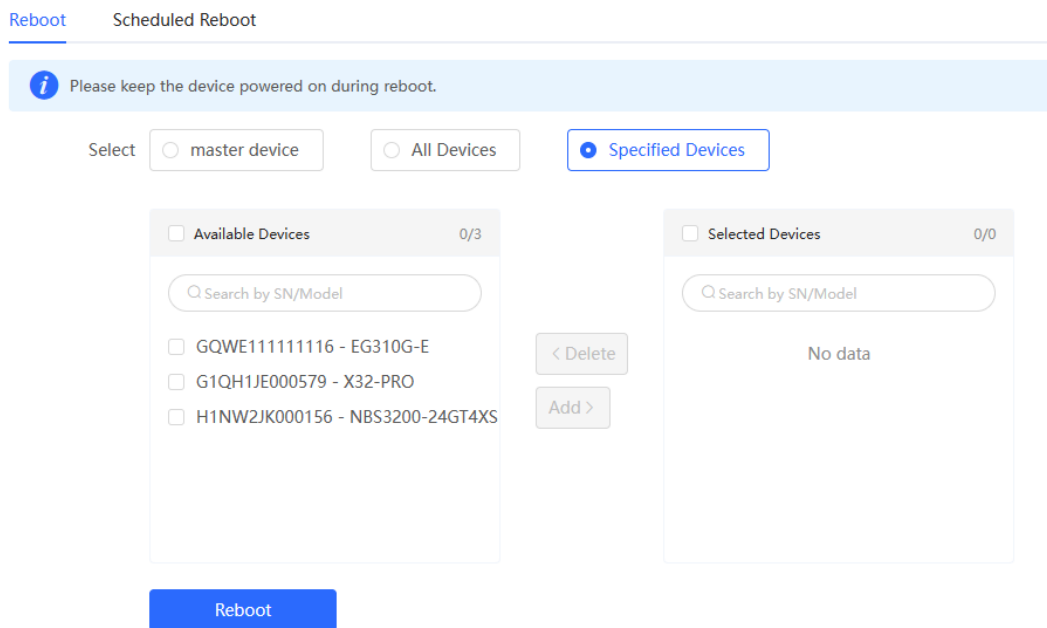 Reboot Scheduled Reboot
Please keep the device powered on during reboot.
Select master device All Devices Specified Devices
Available Devices 0/3 Selected Devices 0/0
Search by SN/Model Search by SN/Model
GQWE111111116 - EG310G-E < Delete No data
G1QH1JE000579 - X32-PRO
H1NW2JK000156 - NBS3200-24GT4XS Add >
Reboot